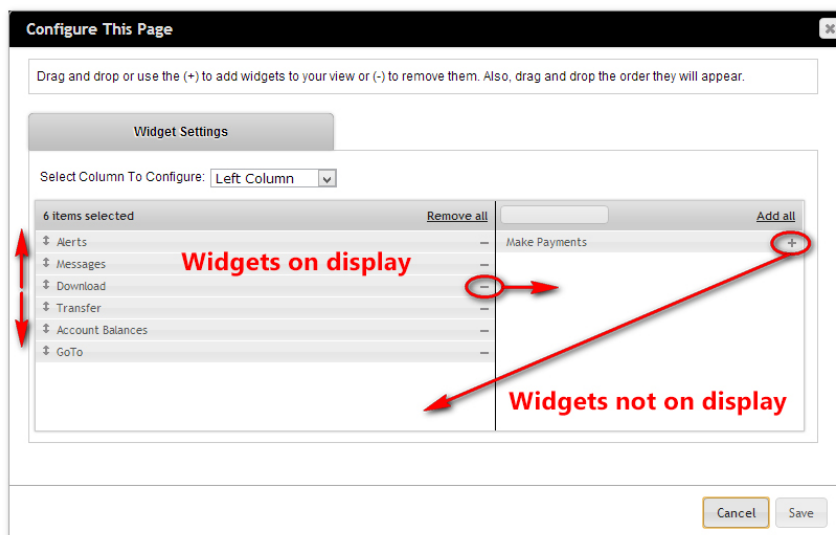 Configure This Page
Drag and drop or use the (+) to add widgets to your view or (-) to remove them. Also, drag and drop the order they will appear.
Widget Settings
Select Column To Configure: Left Column
6 items selected Remove all Add all
Alerts
Messages
Download
Transfer
Account Balances
GoTo
Make Payments
Widgets on display
Widgets not on display
Cancel Save